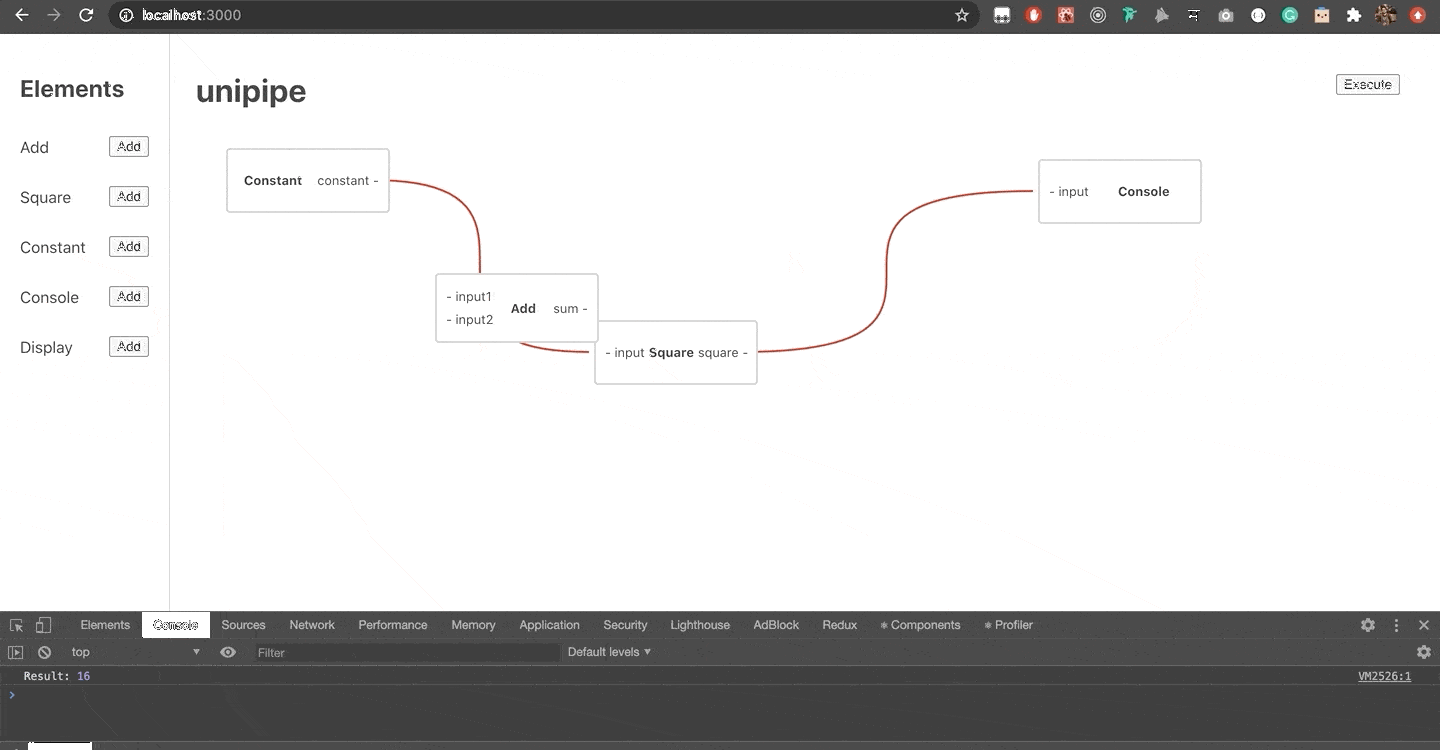 localhost:3000
Elements
Add Add
Square Add
Constant Add
Console Add
Display Add
unipipe
Execute
Constant constant -
- input Console
- input1
Add sum -
- input2
- input Square square -
Elements Console Sources Network Performance Memory Application Security Lighthouse AdBlock Redux ⚛ Components ⚛ Profiler
top Filter Default levels ▼
Result: 16 VM2526:1